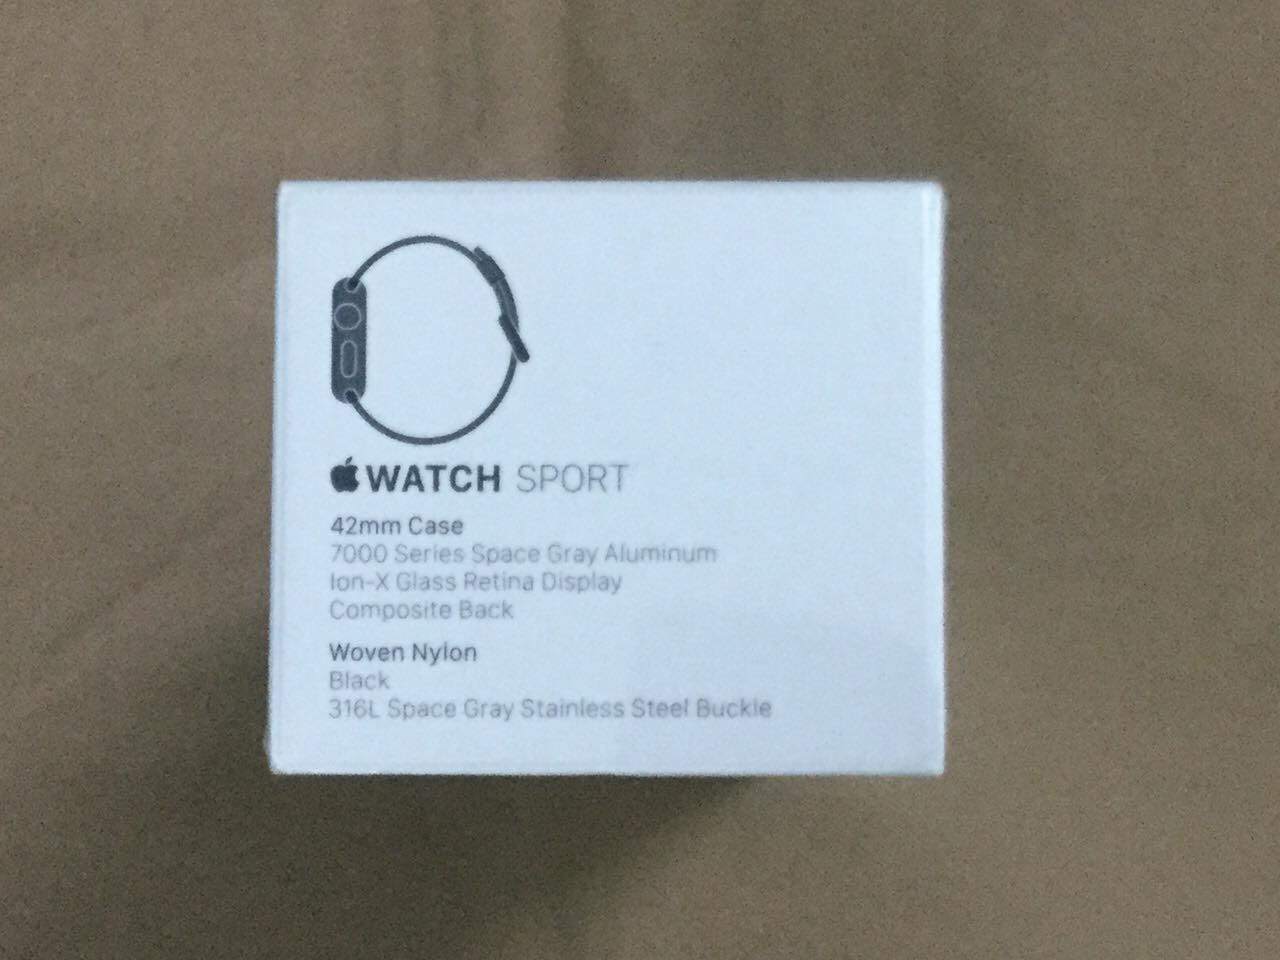 WATCH SPORT
42mm Case
7000 Series Space Gray Aluminum
Ion-X Glass Retina Display
Composite Back
Woven Nylon
Black
316L Space Gray Stainless Steel Buckle